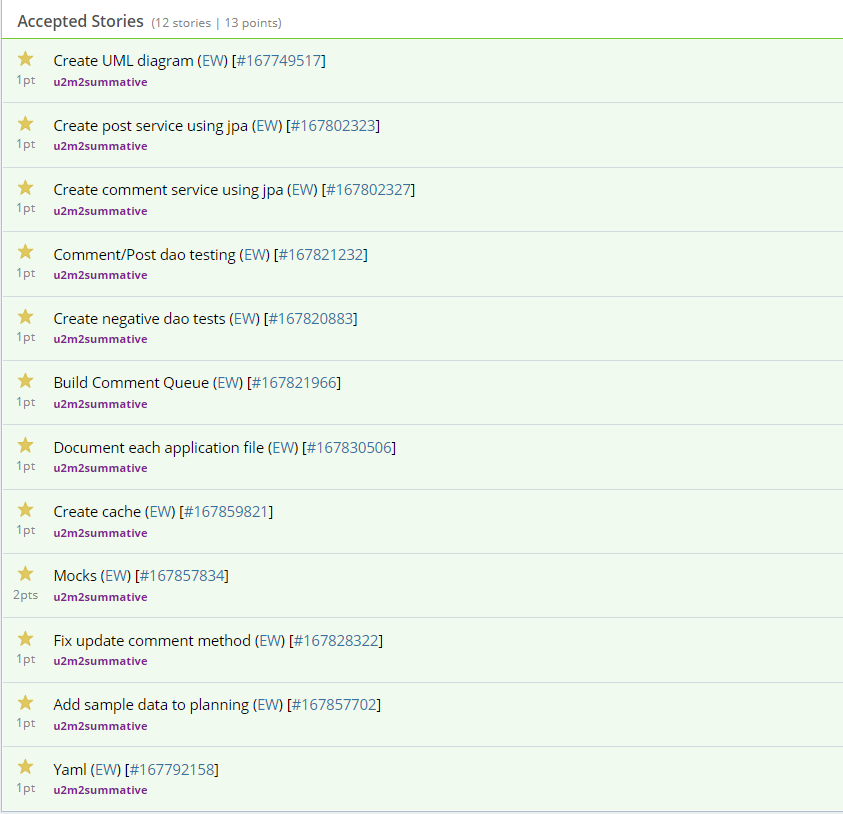 Accepted Stories (12 stories | 13 points)
Create UML diagram (EW) [#167749517]
1pt u2m2summative
Create post service using jpa (EW) [#167802323]
1pt u2m2summative
Create comment service using jpa (EW) [#167802327]
1pt u2m2summative
Comment/Post dao testing (EW) [#167821232]
1pt u2m2summative
Create negative dao tests (EW) [#167820883]
1pt u2m2summative
Build Comment Queue (EW) [#167821966]
1pt u2m2summative
Document each application file (EW) [#167830506]
1pt u2m2summative
Create cache (EW) [#167859821]
1pt u2m2summative
Mocks (EW) [#167857834]
2pts u2m2summative
Fix update comment method (EW) [#167828322]
1pt u2m2summative
Add sample data to planning (EW) [#167857702]
1pt u2m2summative
Yaml (EW) [#167792158]
1pt u2m2summative